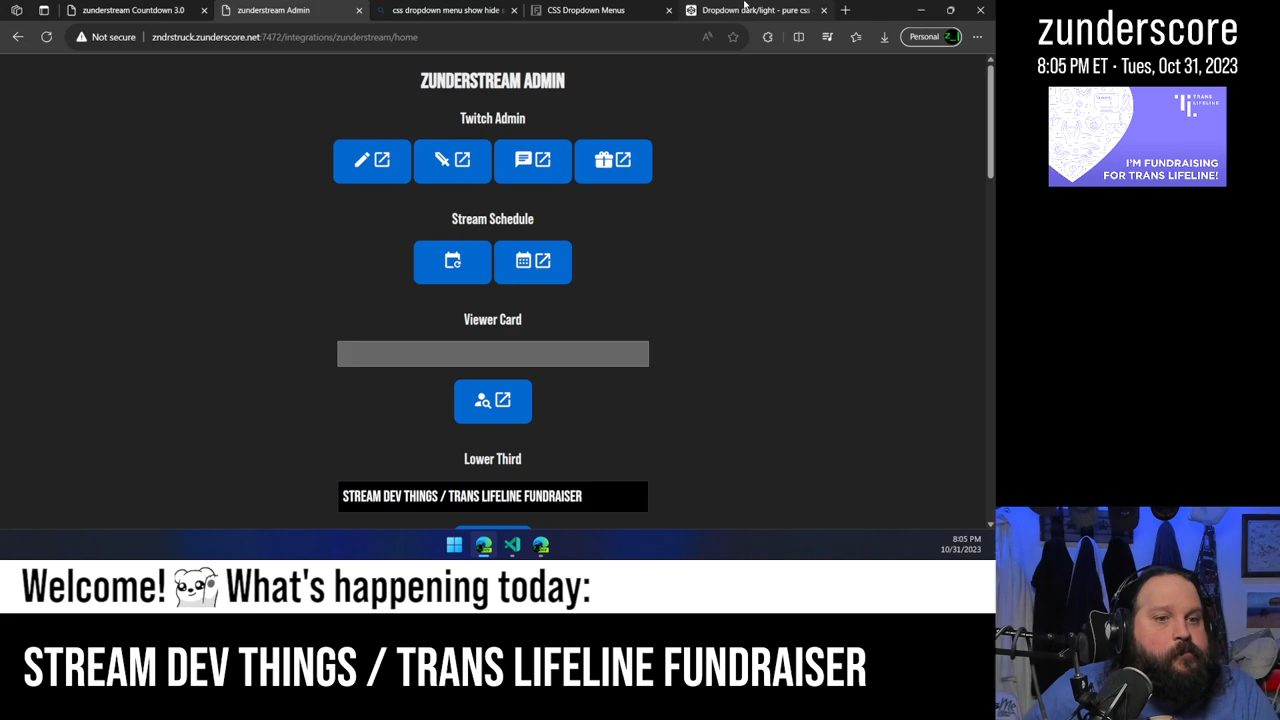 zunderstream Countdown 3.0
zunderstream Admin
css dropdown menu show hide
CSS Dropdown Menus
Dropdown dark/light - pure css
Not secure
zndrstruck.zunderscore.net:7472/integrations/zunderstream/home
Personal
zunderscore
8:05 PM ET · Tues, Oct 31, 2023
TRANS
LIFELINE
I'M FUNDRAISING
FOR TRANS LIFELINE!
ZUNDERSTREAM ADMIN
Twitch Admin
Stream Schedule
Viewer Card
Lower Third
STREAM DEV THINGS / TRANS LIFELINE FUNDRAISER
8:05 PM
10/31/2023
Welcome! What's happening today:
STREAM DEV THINGS / TRANS LIFELINE FUNDRAISER